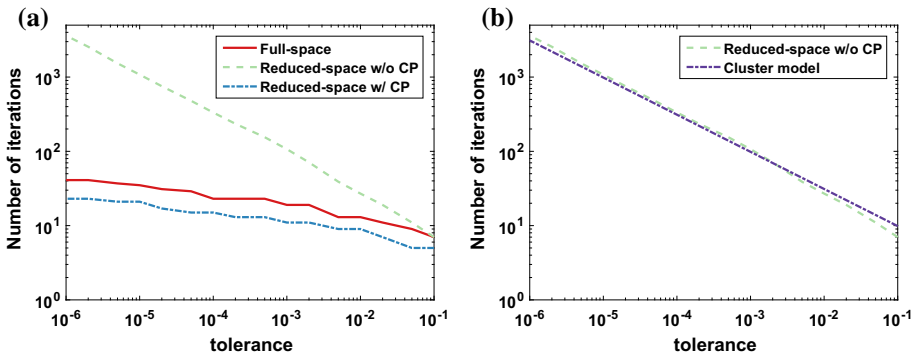 (a)
Number of iterations
10^3
10^2
10^1
10^0
Full-space
Reduced-space w/o CP
Reduced-space w/ CP
10^-6 10^-5 10^-4 10^-3 10^-2 10^-1
tolerance
(b)
Number of iterations
10^3
10^2
10^1
10^0
Reduced-space w/o CP
Cluster model
10^-6 10^-5 10^-4 10^-3 10^-2 10^-1
tolerance